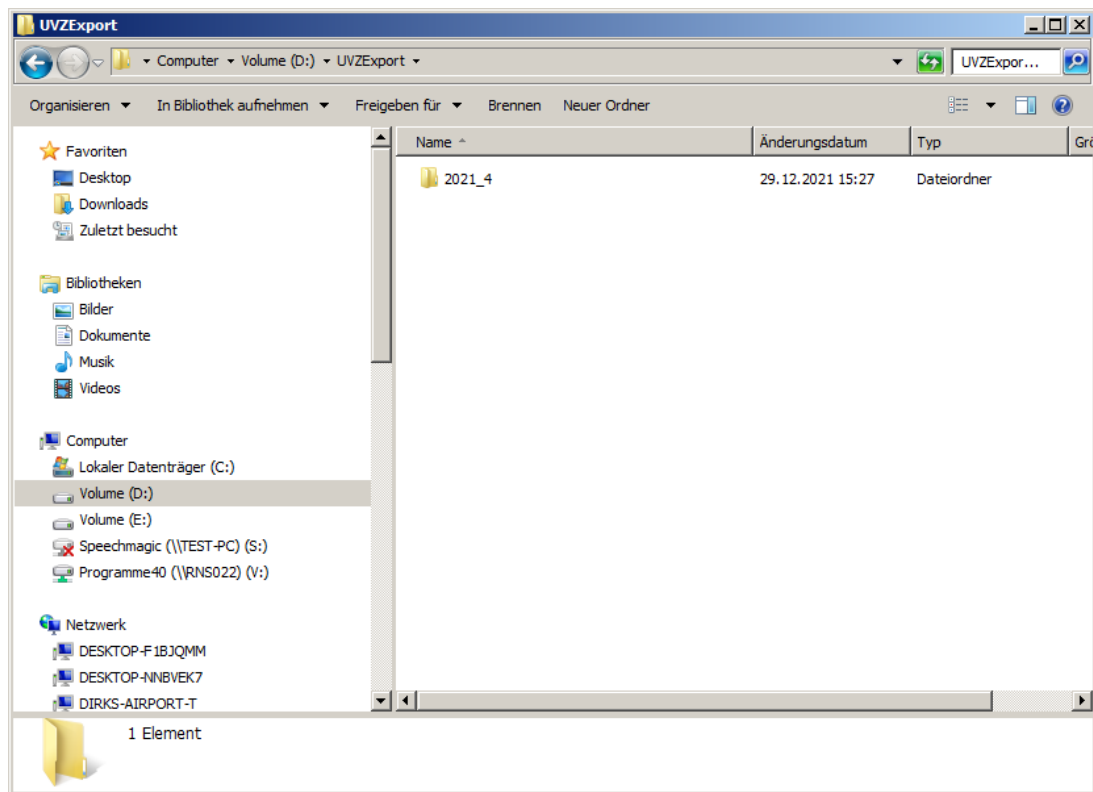 UVZExport
Computer Volume (D:) UVZExport
UVZExpor...
Organisieren In Bibliothek aufnehmen Freigeben für Brennen Neuer Ordner
Favoriten
Desktop
Downloads
Zuletzt besucht
Bibliotheken
Bilder
Dokumente
Musik
Videos
Computer
Lokaler Datenträger (C:)
Volume (D:)
Volume (E:)
Speechmagic (\\TEST-PC) (S:)
Programme40 (\\RNS022) (V:)
Netzwerk
DESKTOP-F1BJQMM
DESKTOP-NNBVEK7
DIRKS-AIRPORT-T
Name Änderungsdatum Typ Grö
2021_4 29.12.2021 15:27 Dateiordner
1 Element